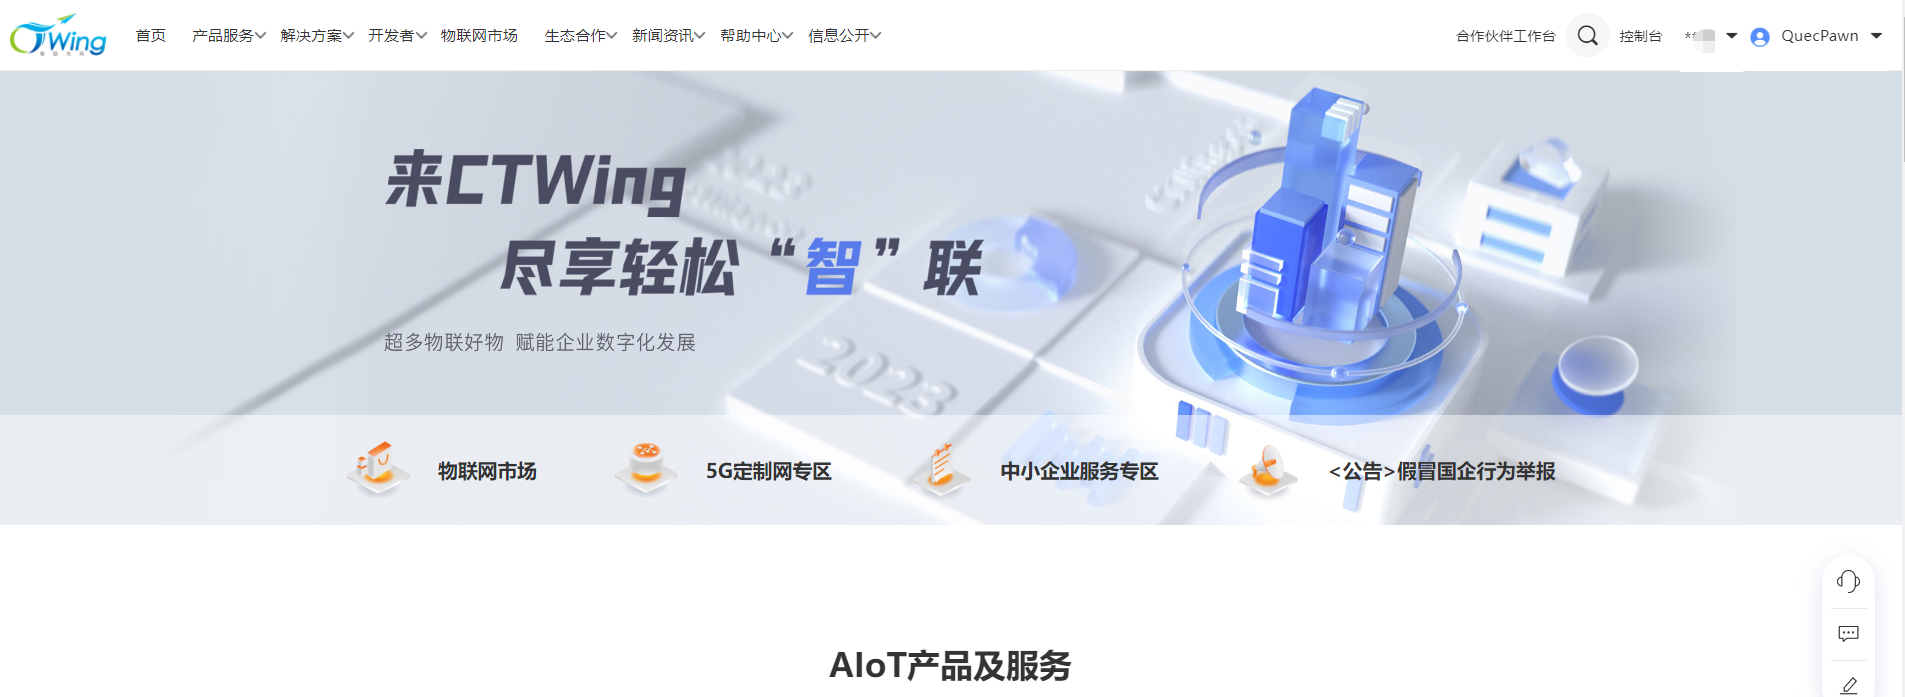 CTWing
首页 产品服务 解决方案 开发者 物联网市场 生态合作 新闻资讯 帮助中心 信息公开 合作伙伴工作台 控制台 QuecPawn
来CTWing
尽享轻松“智”联
超多物联好物 赋能企业数字化发展
2023
物联网市场 5G定制网专区 中小企业服务专区 <公告>假冒国企行为举报
AIoT产品及服务